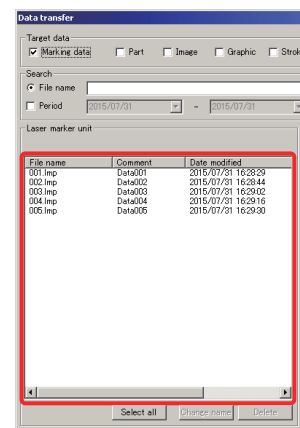 Data transfer
Target data
Marking data Part Image Graphic Strok
Search
File name
Period 2015/07/31 - 2015/07/31
Laser marker unit
File name Comment Date modified
001.lmp Data001 2015/07/31 16:28:29
002.lmp Data002 2015/07/31 16:28:44
003.lmp Data003 2015/07/31 16:29:02
004.lmp Data004 2015/07/31 16:29:16
005.lmp Data005 2015/07/31 16:29:30
Select all Change name Delete